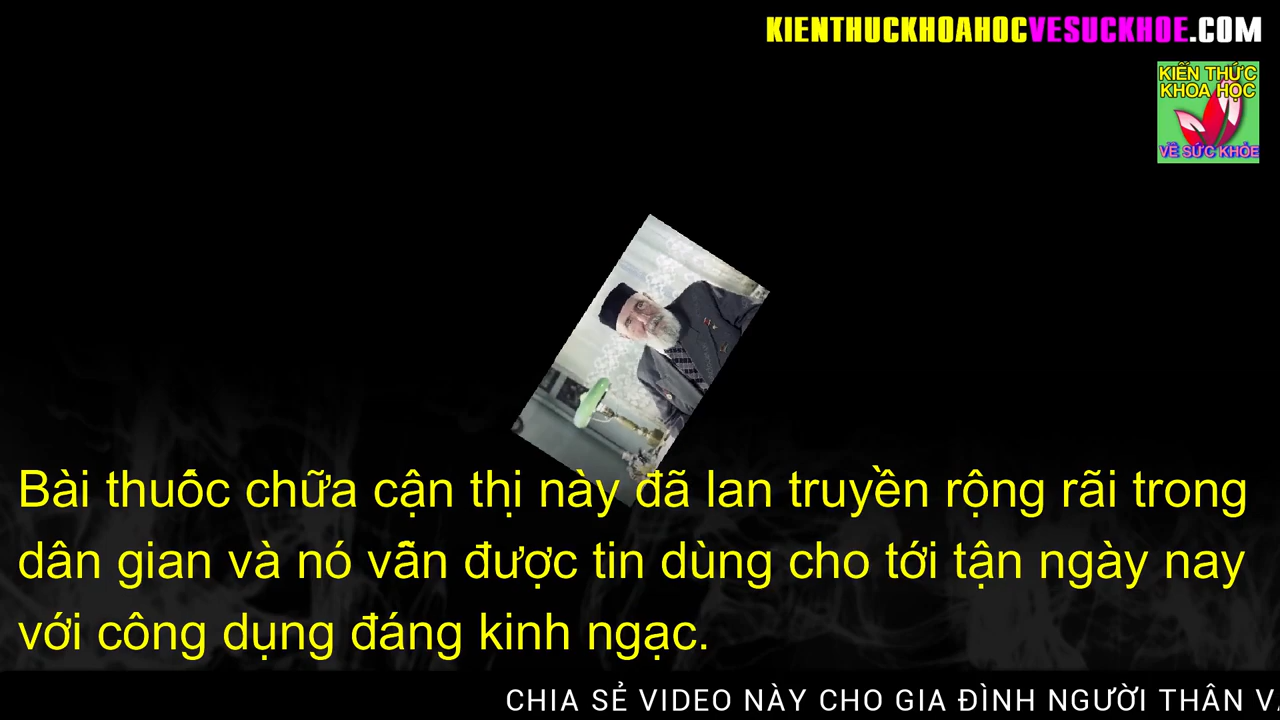 KIENTHUCKHOAHOCVESUCKHOE.COM
KIẾN THỨC
KHOA HỌC
VỀ SỨC KHỎE
Bài thuốc chữa cận thị này đã lan truyền rộng rãi trong
dân gian và nó vẫn được tin dùng cho tới tận ngày nay
với công dụng đáng kinh ngạc.
CHIA SẺ VIDEO NÀY CHO GIA ĐÌNH NGƯỜI THÂN